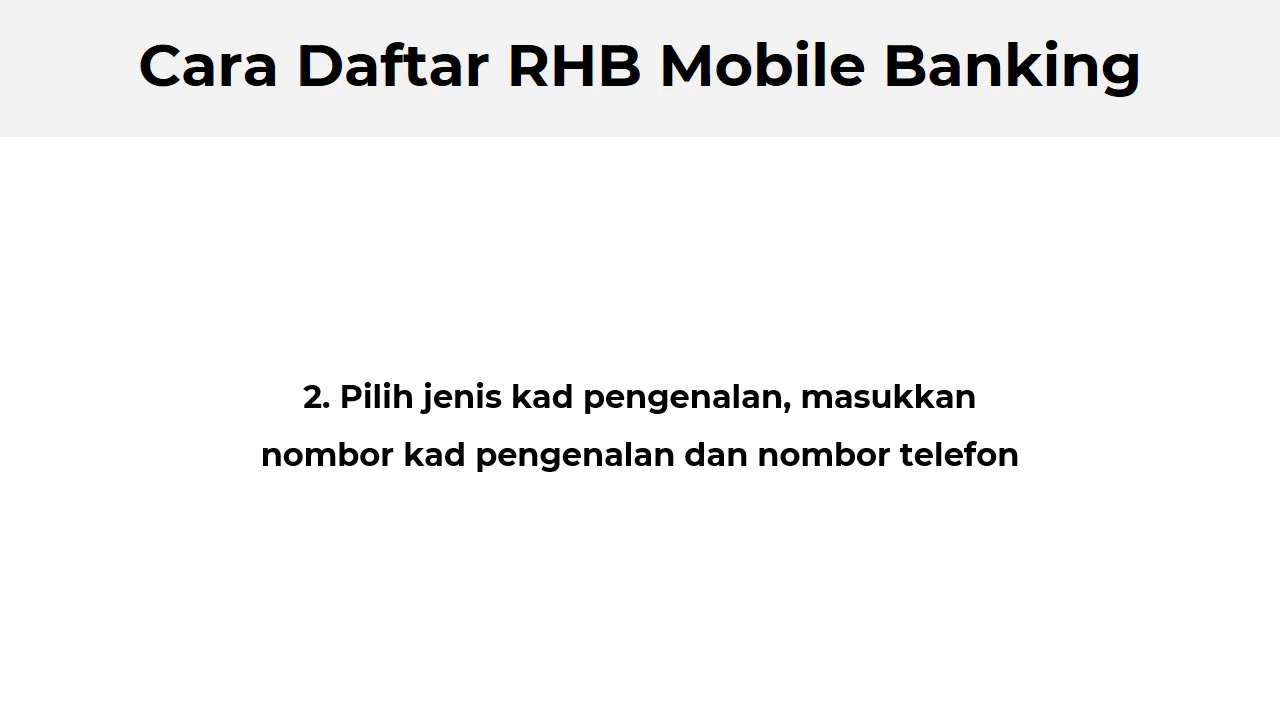 Cara Daftar RHB Mobile Banking
2. Pilih jenis kad pengenalan, masukkan
nombor kad pengenalan dan nombor telefon